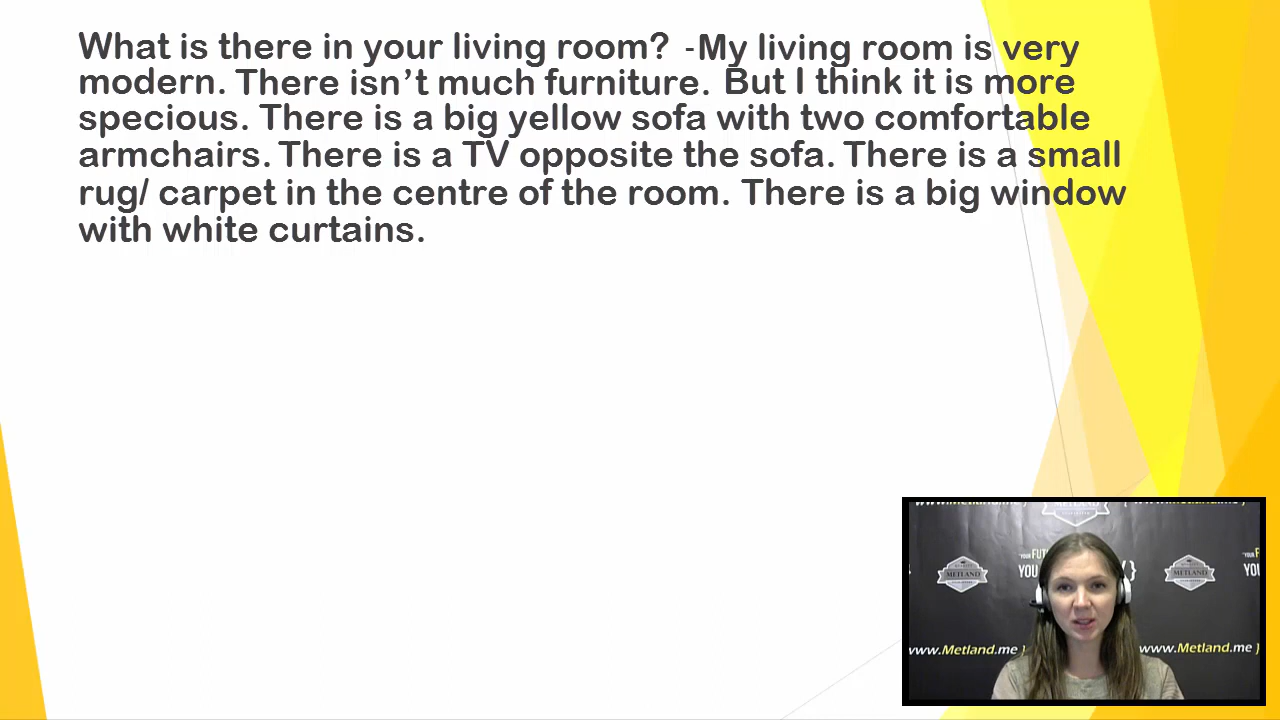 What is there in your living room? -My living room is very
modern. There isn’t much furniture. But I think it is more
specious. There is a big yellow sofa with two comfortable
armchairs. There is a TV opposite the sofa. There is a small
rug/ carpet in the centre of the room. There is a big window
with white curtains.
METLAND
METLAND
www.Metland.me }
www.Metland.me }